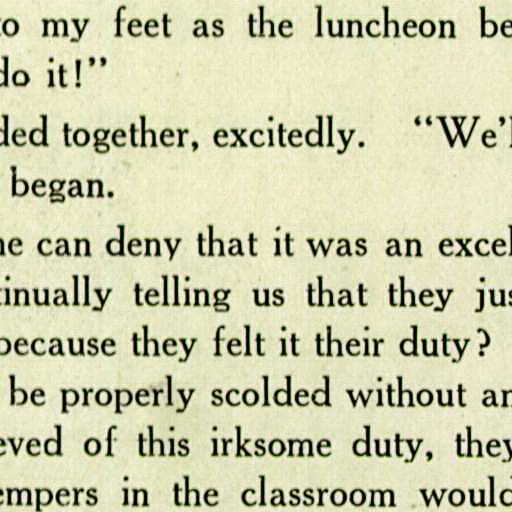 to my feet as the luncheon be
do it!”
ded together, excitedly. “We’l
began.
ne can deny that it was an excel
tinually telling us that they jus
because they felt it their duty?
be properly scolded without an
eved of this irksome duty, they
empers in the classroom would